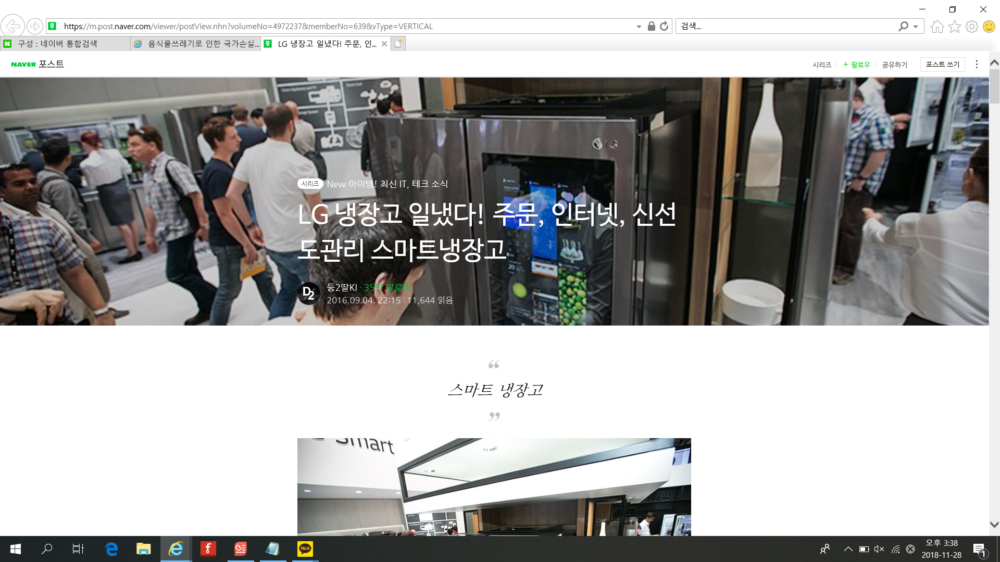 https://m.post.naver.com/viewer/postView.nhn?volumeNo=4972237&memberNo=639&vType=VERTICAL
검색...
구성 : 네이버 통합검색
음식물쓰레기로 인한 국가손실...
LG 냉장고 일냈다! 주문, 인...
NAVER 포스트
시리즈
+ 팔로우
공유하기
포스트 쓰기
LG
시리즈 New 아이템! 최신 IT, 테크 소식
LG 냉장고 일냈다! 주문, 인터넷, 신선
도관리 스마트냉장고
D2
둥2딸KI · 35만 팔로워
2016.09.04. 22:15 | 11,644 읽음
“
스마트 냉장고
”
Smart
TALK
오후 3:38
2018-11-28
1